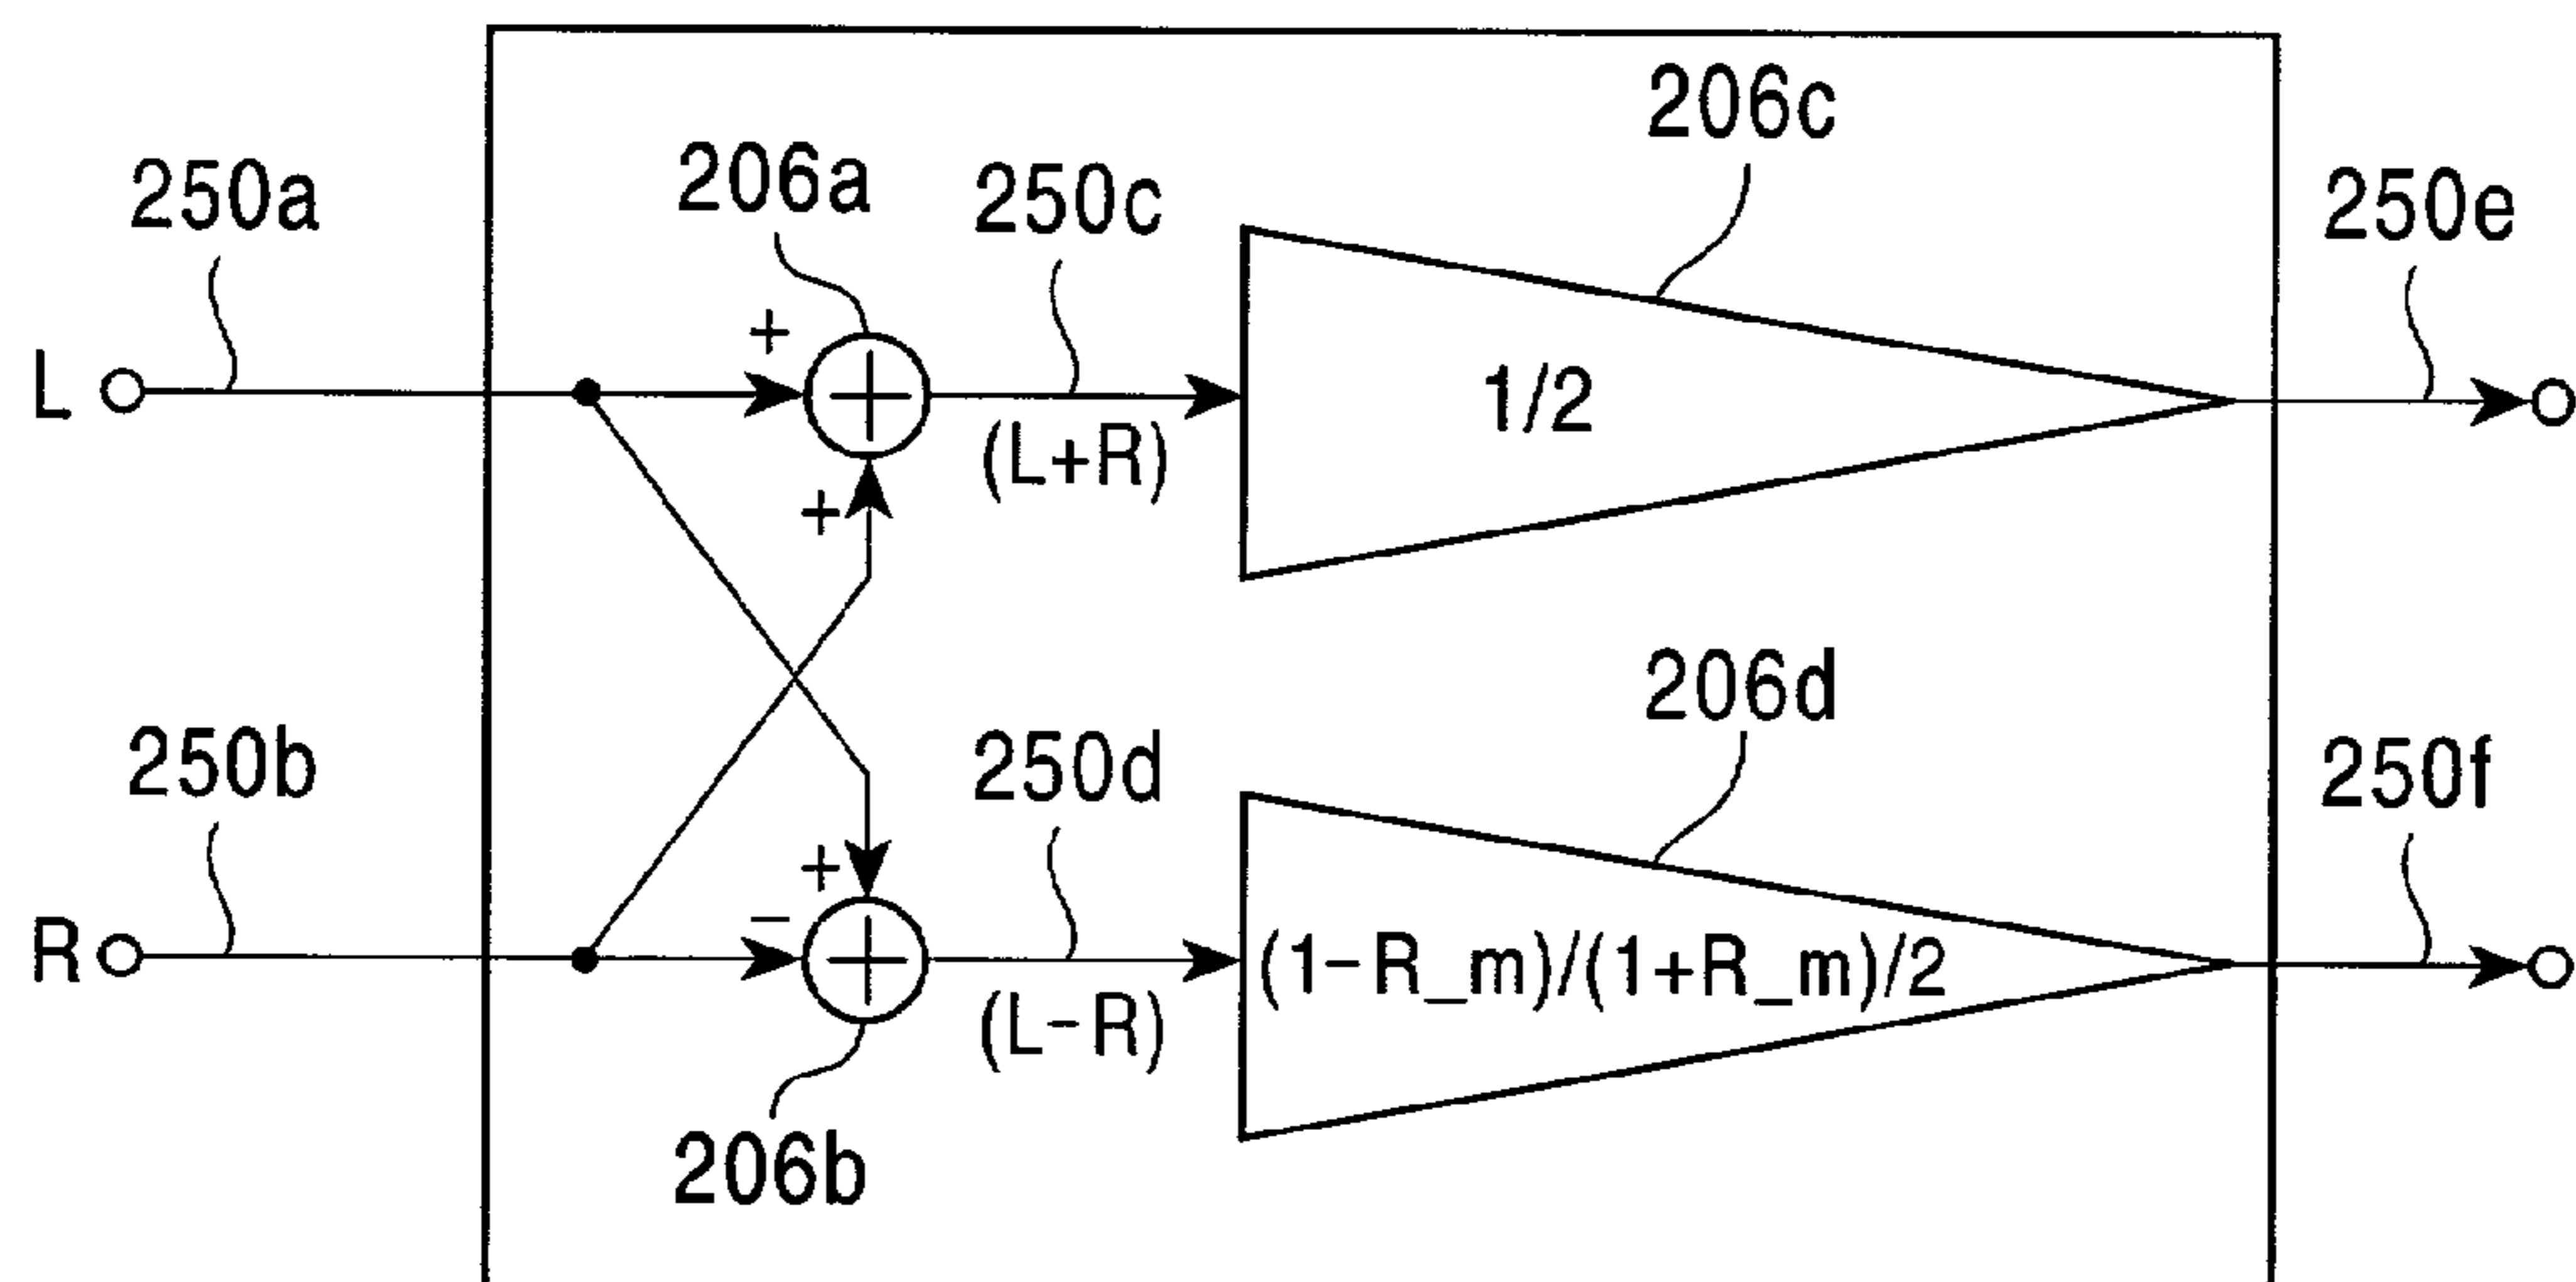 206c
206a
250c
250a
250e
+
L
1/2
(L+R)
+
206d
250d
250b
250f
+
−
R
(1-R_m)/(1+R_m)/2
(L-R)
206b